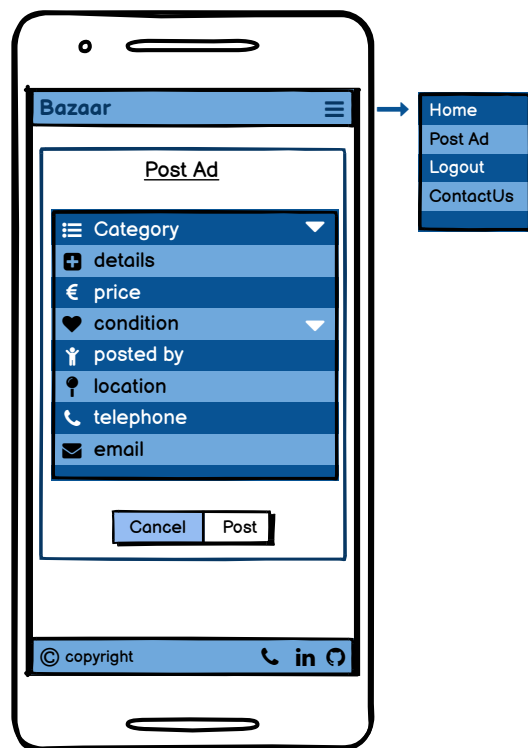 Bazaar
Post Ad
Category
details
€ price
condition
posted by
location
telephone
email
Cancel Post
© copyright
in
Home
Post Ad
Logout
ContactUs